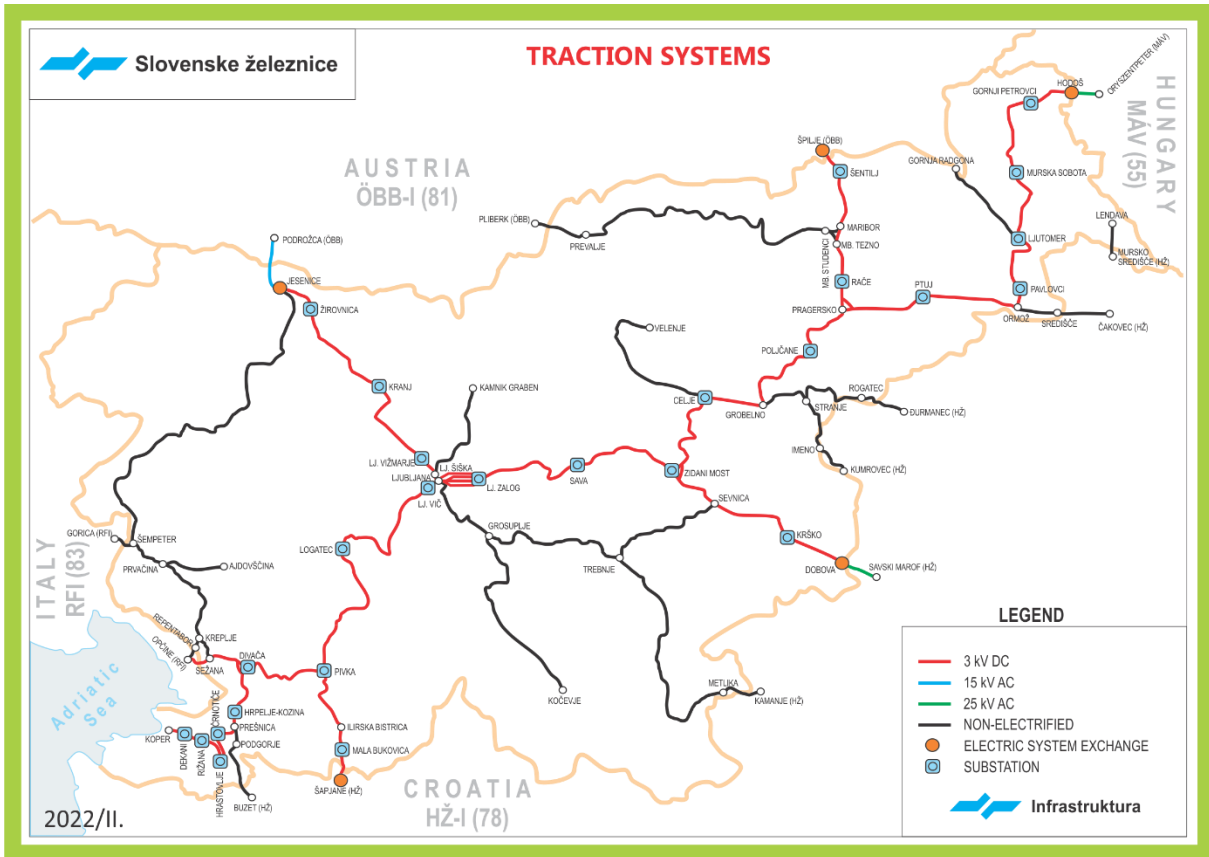 Slovenske železnice
TRACTION SYSTEMS
AUSTRIA
ÖBB-I (81)
HUNGARY
MÁV (55)
ITALY
RFI (83)
CROATIA
HŽ-I (78)
Adriatic
Sea
ORYSZENTPETER (MÁV)
HODOŠ
GORNJI PETROVCI
ŠPILJE (ÖBB)
GORNJA RADGONA
ŠENTILJ
MURSKA SOBOTA
LENDAVA
PLIBERK (ÖBB)
PREVALJE
MARIBOR
MB. TEZNO
MB. STUDENCI
LJUTOMER
MURSKO
SREDIŠČE (HŽ)
PODROŽCA (ÖBB)
JESENICE
ŽIROVNICA
RAČE
PTUJ
PAVLOVCI
PRAGERSKO
ORMOŽ
SREDIŠČE
ČAKOVEC (HŽ)
VELENJE
POLJČANE
KRANJ
KAMNIK GRABEN
CELJE
GROBELNO
STRANJE
ROGATEC
ĐURMANEC (HŽ)
IMENO
KUMROVEC (HŽ)
LJ. VIŽMARJE
LJ. ŠIŠKA
LJUBLJANA
LJ. VIČ
LJ. ZALOG
SAVA
ZIDANI MOST
SEVNICA
GORICA (RFI)
ŠEMPETER
PRVAČINA
AJDOVŠČINA
LOGATEC
GROSUPLJE
TREBNJE
KRŠKO
DOBOVA
SAVSKI MAROF (HŽ)
REPENTABOR
KREPLJE
OPČINE (RFI)
SEŽANA
DIVAČA
PIVKA
KOČEVJE
METLIKA
KAMANJE (HŽ)
HRPELJE-KOZINA
ČRNOTIČE
PREŠNICA
PODGORJE
KOPER
DEKANI
RIŽANA
HRASTOVLJE
BUZET (HŽ)
ILIRSKA BISTRICA
MALA BUKOVICA
ŠAPJANE (HŽ)
LEGEND
3 kV DC
15 kV AC
25 kV AC
NON-ELECTRIFIED
ELECTRIC SYSTEM EXCHANGE
SUBSTATION
Infrastruktura
2022/II.